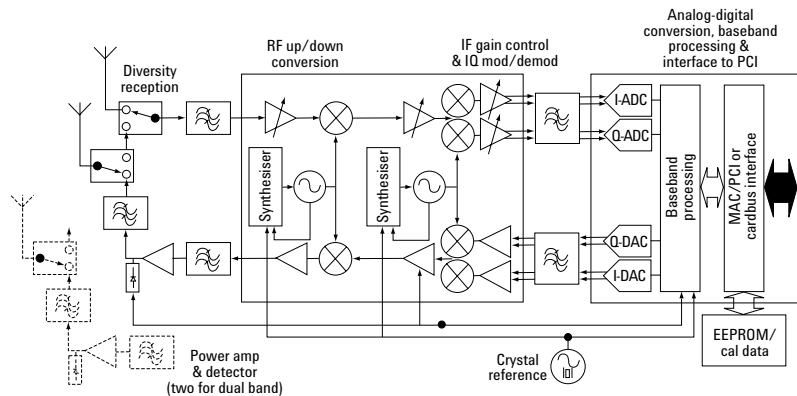 Analog-digital
conversion, baseband
processing &
interface to PCI
RF up/down
conversion
IF gain control
& IQ mod/demod
Diversity
reception
I-ADC
Q-ADC
Synthesiser
Synthesiser
Baseband
processing
MAC/PCI or
cardbus interface
Q-DAC
I-DAC
EEPROM/
cal data
Power amp
& detector
(two for dual band)
Crystal
reference